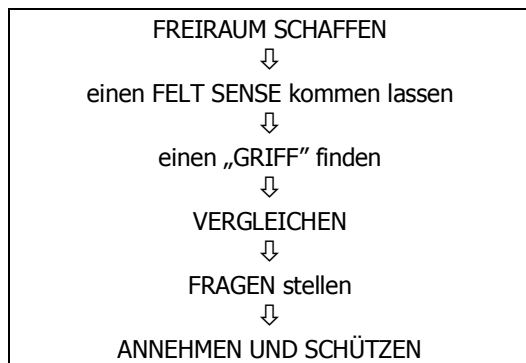 FREIRAUM SCHAFFEN
⇩
einen FELT SENSE kommen lassen
⇩
einen „GRIFF” finden
⇩
VERGLEICHEN
⇩
FRAGEN stellen
⇩
ANNEHMEN UND SCHÜTZEN